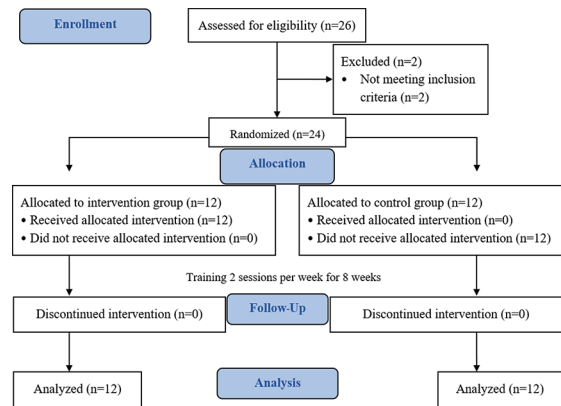 Enrollment
Assessed for eligibility (n=26)
Excluded (n=2)
• Not meeting inclusion
criteria (n=2)
Randomized (n=24)
Allocation
Allocated to intervention group (n=12)
• Received allocated intervention (n=12)
• Did not receive allocated intervention (n=0)
Allocated to control group (n=12)
• Received allocated intervention (n=0)
• Did not receive allocated intervention (n=12)
Training 2 sessions per week for 8 weeks
Discontinued intervention (n=0)
Follow-Up
Discontinued intervention (n=0)
Analyzed (n=12)
Analysis
Analyzed (n=12)